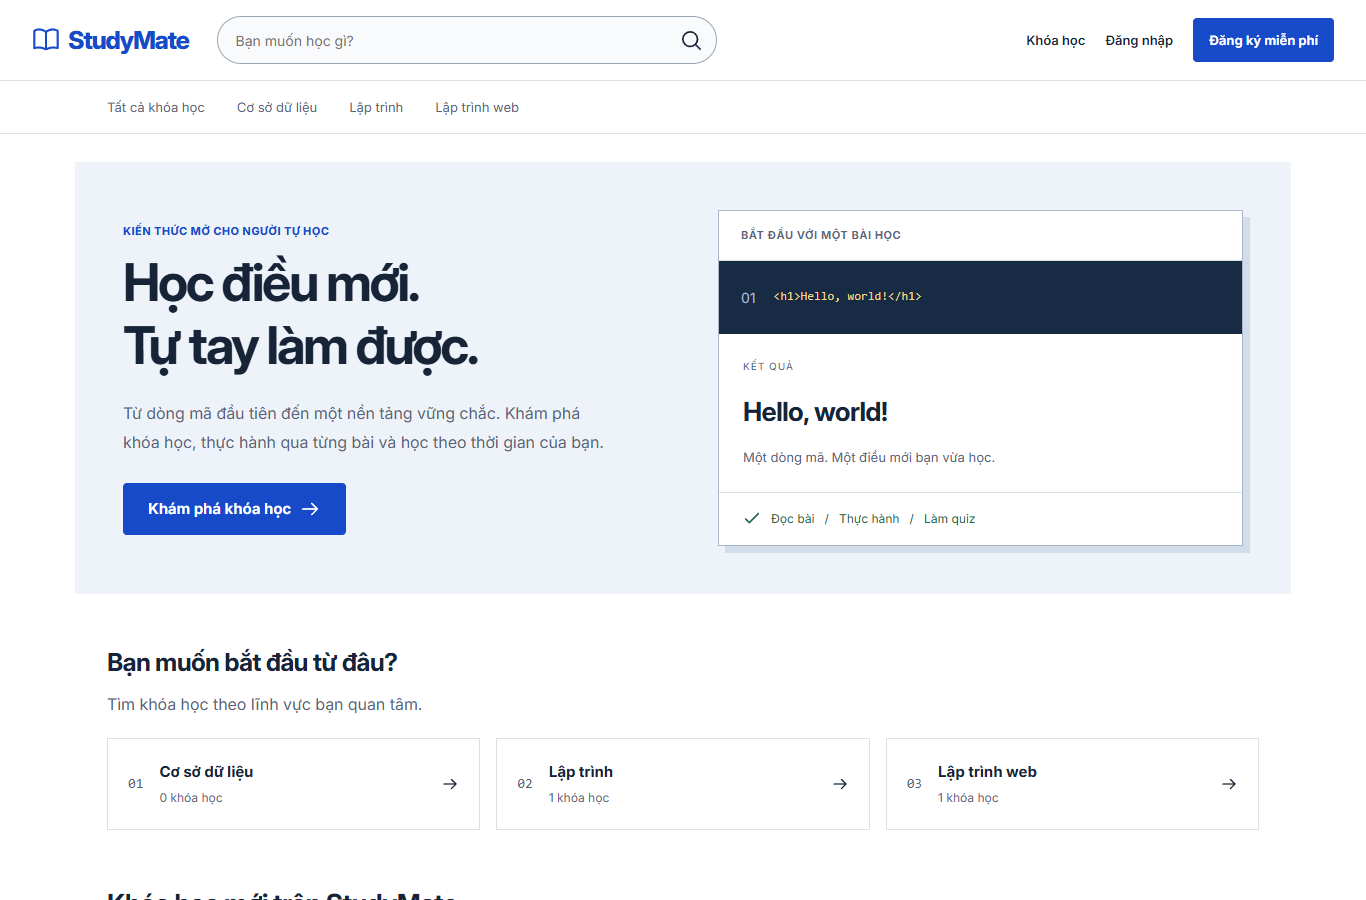 StudyMate
Bạn muốn học gì?
Khóa học
Đăng nhập
Đăng ký miễn phí
Tất cả khóa học
Cơ sở dữ liệu
Lập trình
Lập trình web
KIẾN THỨC MỞ CHO NGƯỜI TỰ HỌC
Học điều mới.
Tự tay làm được.
Từ dòng mã đầu tiên đến một nền tảng vững chắc. Khám phá
khóa học, thực hành qua từng bài và học theo thời gian của bạn.
Khám phá khóa học
BẮT ĐẦU VỚI MỘT BÀI HỌC
01 <h1>Hello, world!</h1>
KẾT QUẢ
Hello, world!
Một dòng mã. Một điều mới bạn vừa học.
Đọc bài / Thực hành / Làm quiz
Bạn muốn bắt đầu từ đâu?
Tìm khóa học theo lĩnh vực bạn quan tâm.
01
Cơ sở dữ liệu
0 khóa học
02
Lập trình
1 khóa học
03
Lập trình web
1 khóa học
Khóa học mới trên StudyMate